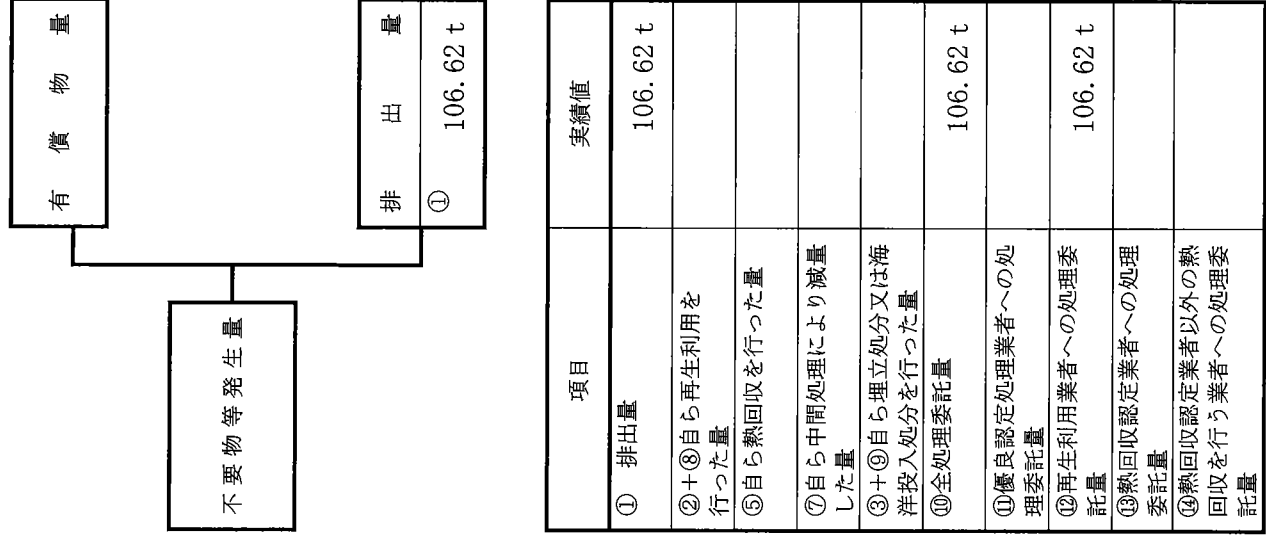 有償物量
不要物等発生量
排出量
① 106.62 t
項目 実績値
① 排出量 106.62 t
②+⑧自ら再生利用を
行った量
⑤自ら熱回収を行った量
⑦自ら中間処理により減量
した量
③+⑨自ら埋立処分又は海
洋投入処分を行った量
⑩全処理委託量 106.62 t
⑪優良認定処理業者への処
理委託量
⑫再生利用業者への処理委
託量 106.62 t
⑬熱回収認定業者への処理
委託量
⑭熱回収認定業者以外の熱
回収を行う業者への処理委
託量